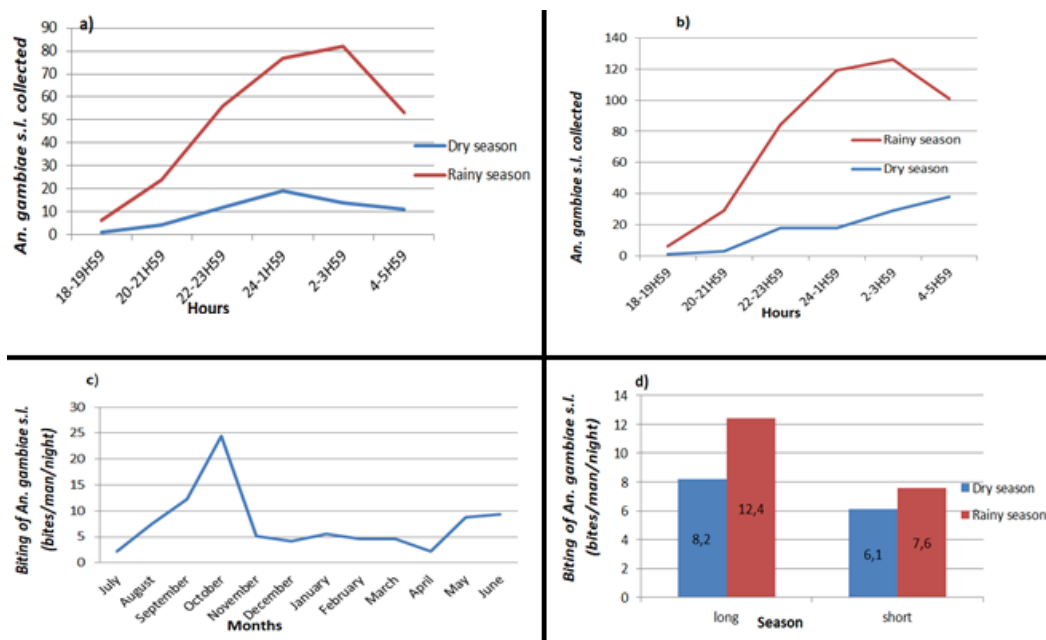 a)
An. gambiae s.l. collected
90
80
70
60
50
40
30
20
10
0
18-19H59
20-21H59
22-23H59
24-1H59
2-3H59
4-5H59
Hours
Dry season
Rainy season
b)
An. gambiae s.l. collected
140
120
100
80
60
40
20
0
18-19H59
20-21H59
22-23H59
24-1H59
2-3H59
4-5H59
Hours
Rainy season
Dry season
c)
Biting of An. gambiae s.l.
(bites/man/night)
30
25
20
15
10
5
0
July
August
September
October
November
December
January
February
March
April
May
June
Months
d)
Biting of An. gambiae s.l.
(bites/man/night)
14
12
10
8
6
4
2
0
8,2
12,4
6,1
7,6
long
short
Season
Dry season
Rainy season